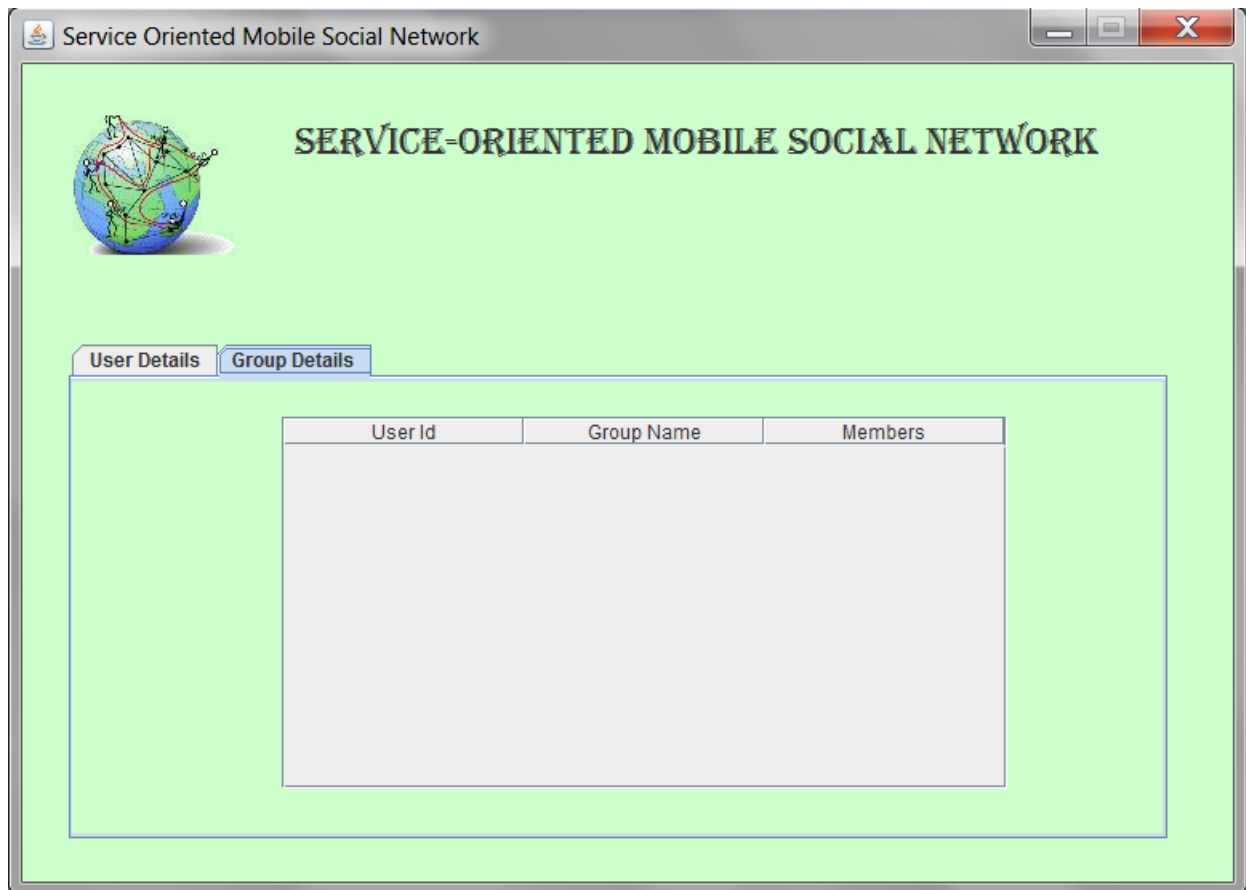 Service Oriented Mobile Social Network
SERVICE-ORIENTED MOBILE SOCIAL NETWORK
User Details Group Details
User Id Group Name Members